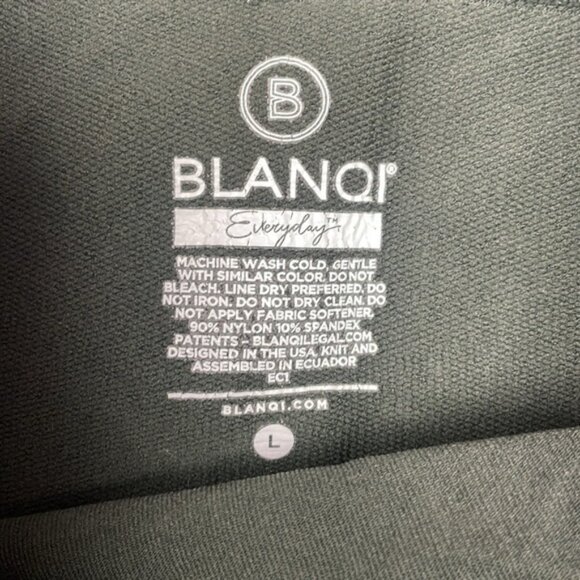 B
BLANQI®
Everyday™
MACHINE WASH COLD, GENTLE
WITH SIMILAR COLOR. DO NOT
BLEACH. LINE DRY PREFERRED. DO
NOT IRON. DO NOT DRY CLEAN. DO
NOT APPLY FABRIC SOFTENER.
90% NYLON 10% SPANDEX
PATENTS - BLANQILEGAL.COM
DESIGNED IN THE USA. KNIT AND
ASSEMBLED IN ECUADOR
EC1
BLANQI.COM
L